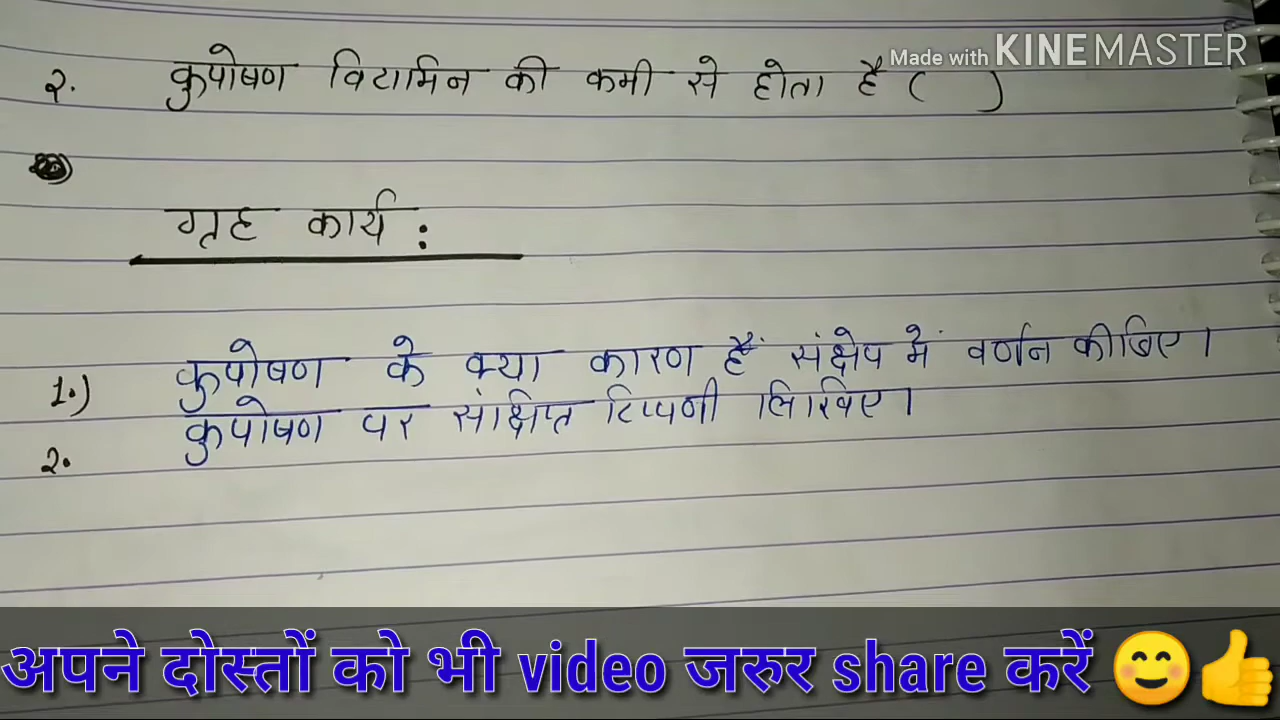 Made with KINEMASTER
२. कुपोषण विटामिन की कमी से होता है ( )
गृह कार्य :
1.) कुपोषण के क्या कारण हैं संक्षेप में वर्णन कीजिए।
२. कुपोषण पर संक्षिप्त टिप्पणी लिखिए।
अपने दोस्तों को भी video जरुर share करें 😊👍